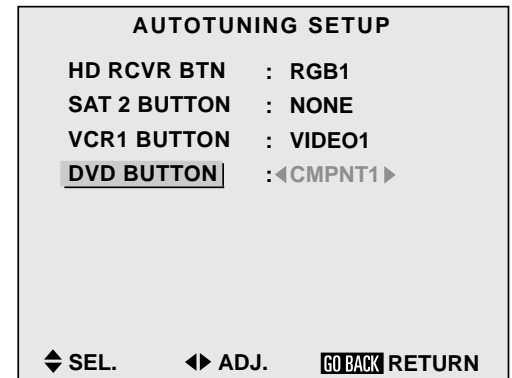 AUTOTUNING SETUP
HD RCVR BTN : RGB1
SAT 2 BUTTON : NONE
VCR1 BUTTON : VIDEO1
DVD BUTTON : CMPNT1
SEL. ADJ. GO BACK RETURN